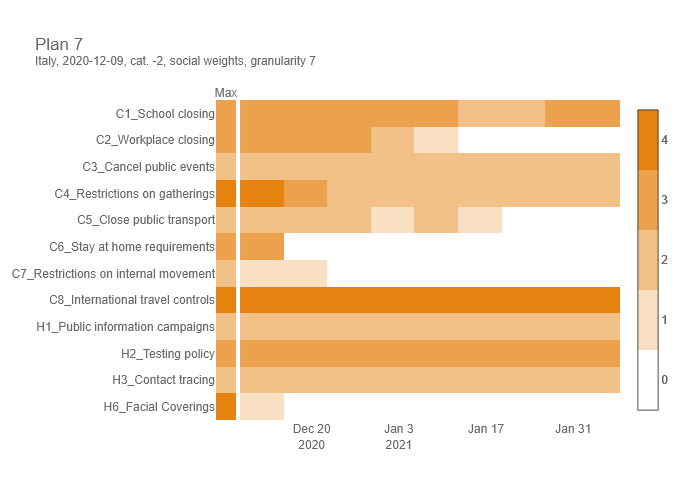 Plan 7
Italy, 2020-12-09, cat. -2, social weights, granularity 7
Max
C1_School closing
C2_Workplace closing
C3_Cancel public events
C4_Restrictions on gatherings
C5_Close public transport
C6_Stay at home requirements
C7_Restrictions on internal movement
C8_International travel controls
H1_Public information campaigns
H2_Testing policy
H3_Contact tracing
H6_Facial Coverings
Dec 20 Jan 3 Jan 17 Jan 31
2020 2021
4
3
2
1
0